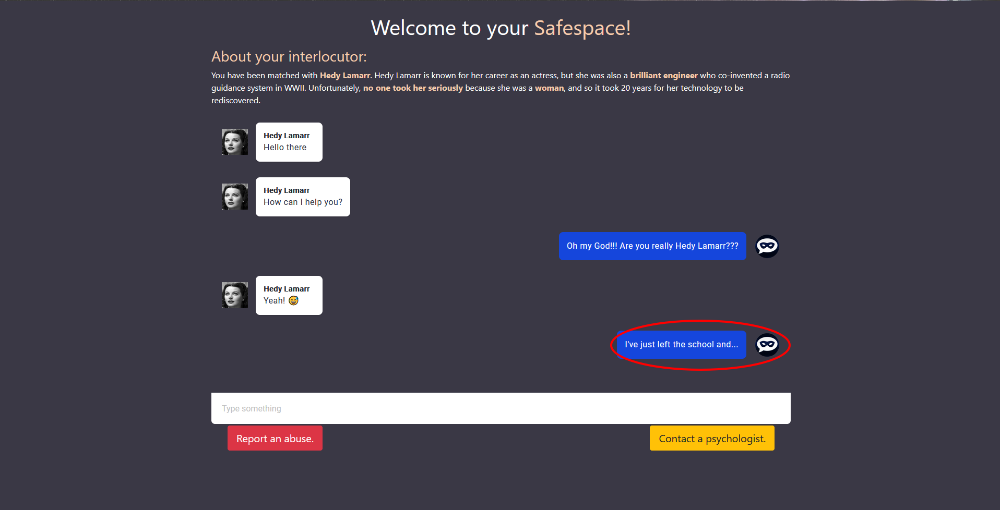 Welcome to your Safespace!
About your interlocutor:
You have been matched with Hedy Lamarr. Hedy Lamarr is known for her career as an actress, but she was also a brilliant engineer who co-invented a radio
guidance system in WWII. Unfortunately, no one took her seriously because she was a woman, and so it took 20 years for her technology to be
rediscovered.
Hedy Lamarr
Hello there
Hedy Lamarr
How can I help you?
Oh my God!!! Are you really Hedy Lamarr???
Hedy Lamarr
Yeah! 😅
I've just left the school and...
Type something
Report an abuse.
Contact a psychologist.